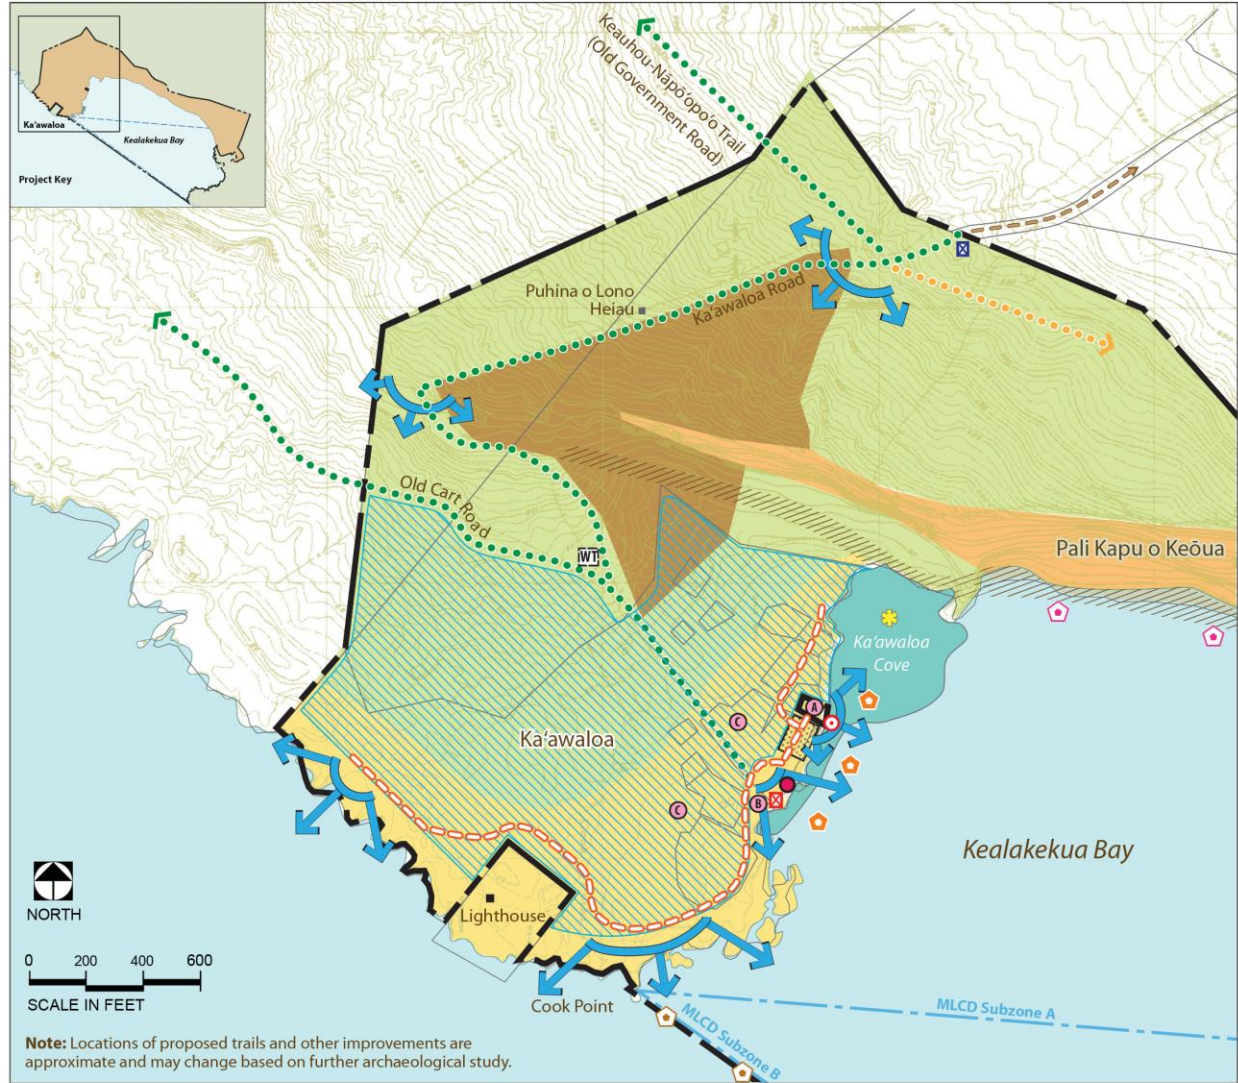 Ka'awaloa
Kealakekua Bay
Project Key
Keauhou-Nāpō'opo'o Trail
(Old Government Road)
Puhina o Lono
Heiau
Ka'awaloa Road
Old Cart
Road
WT
Pali Kapu o Keōua
Ka'awaloa
Cove
A
C
Ka'awaloa
B
C
Kealakekua Bay
NORTH
Lighthouse
0 200 400 600
SCALE IN FEET
Cook Point
MLCD Subzone A
MLCD Subzone B
Note: Locations of proposed trails and other improvements are
approximate and may change based on further archaeological study.